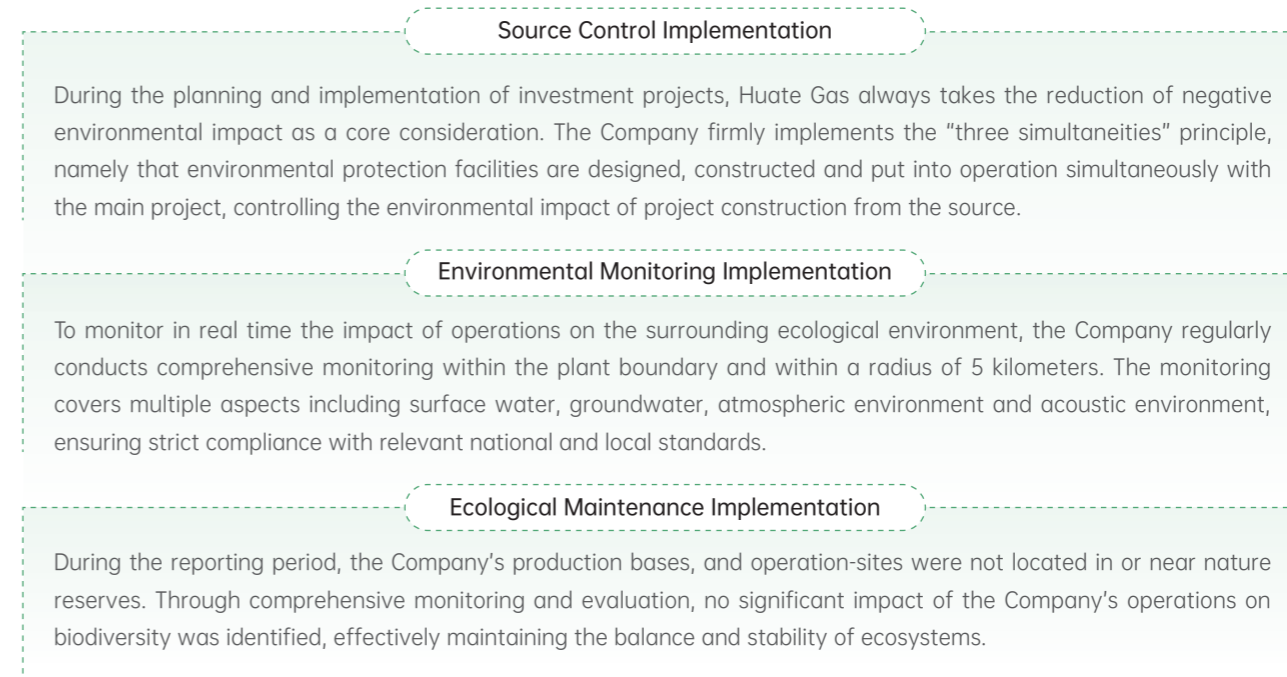 Source Control Implementation
During the planning and implementation of investment projects, Huate Gas always takes the reduction of negative
environmental impact as a core consideration. The Company firmly implements the "three simultaneities" principle,
namely that environmental protection facilities are designed, constructed and put into operation simultaneously with
the main project, controlling the environmental impact of project construction from the source.
Environmental Monitoring Implementation
To monitor in real time the impact of operations on the surrounding ecological environment, the Company regularly
conducts comprehensive monitoring within the plant boundary and within a radius of 5 kilometers. The monitoring
covers multiple aspects including surface water, groundwater, atmospheric environment and acoustic environment,
ensuring strict compliance with relevant national and local standards.
Ecological Maintenance Implementation
During the reporting period, the Company's production bases, and operation-sites were not located in or near nature
reserves. Through comprehensive monitoring and evaluation, no significant impact of the Company's operations on
biodiversity was identified, effectively maintaining the balance and stability of ecosystems.